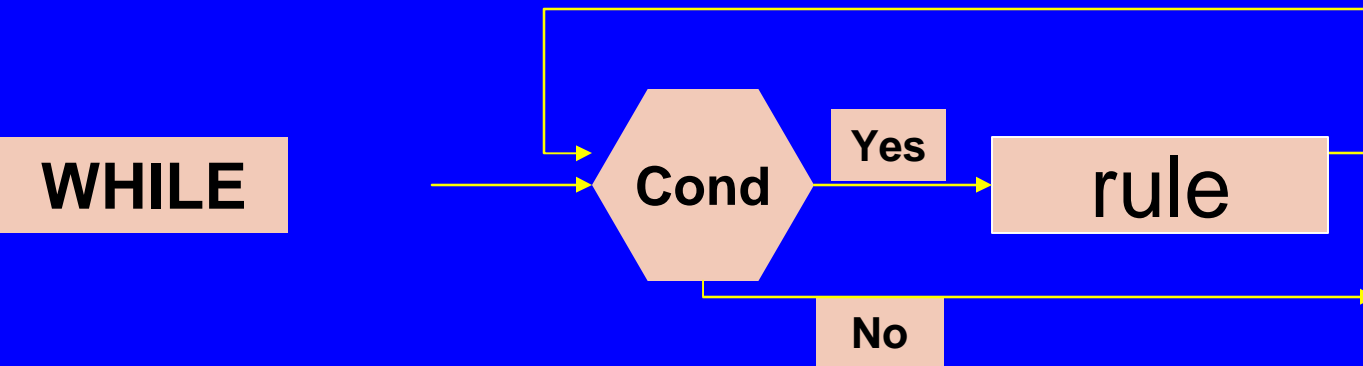 WHILE
Cond
Yes
rule
No